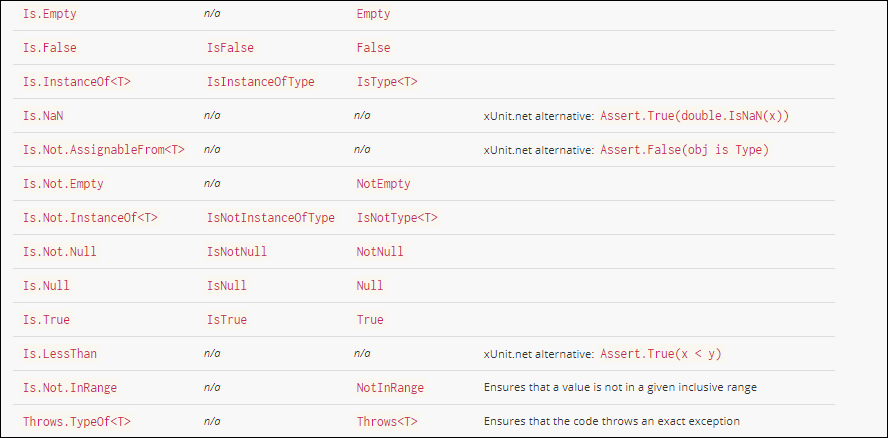 Is.Empty n/a Empty
Is.False IsFalse False
Is.InstanceOf<T> IsInstanceOfType IsType<T>
Is.NaN n/a n/a xUnit.net alternative: Assert.True(double.IsNaN(x))
Is.Not.AssignableFrom<T> n/a n/a xUnit.net alternative: Assert.False(obj is Type)
Is.Not.Empty n/a NotEmpty
Is.Not.InstanceOf<T> IsNotInstanceOfType IsNotType<T>
Is.Not.Null IsNotNull NotNull
Is.Null IsNull Null
Is.True IsTrue True
Is.LessThan n/a n/a xUnit.net alternative: Assert.True(x < y)
Is.Not.InRange n/a NotInRange Ensures that a value is not in a given inclusive range
Throws.TypeOf<T> n/a Throws<T> Ensures that the code throws an exact exception